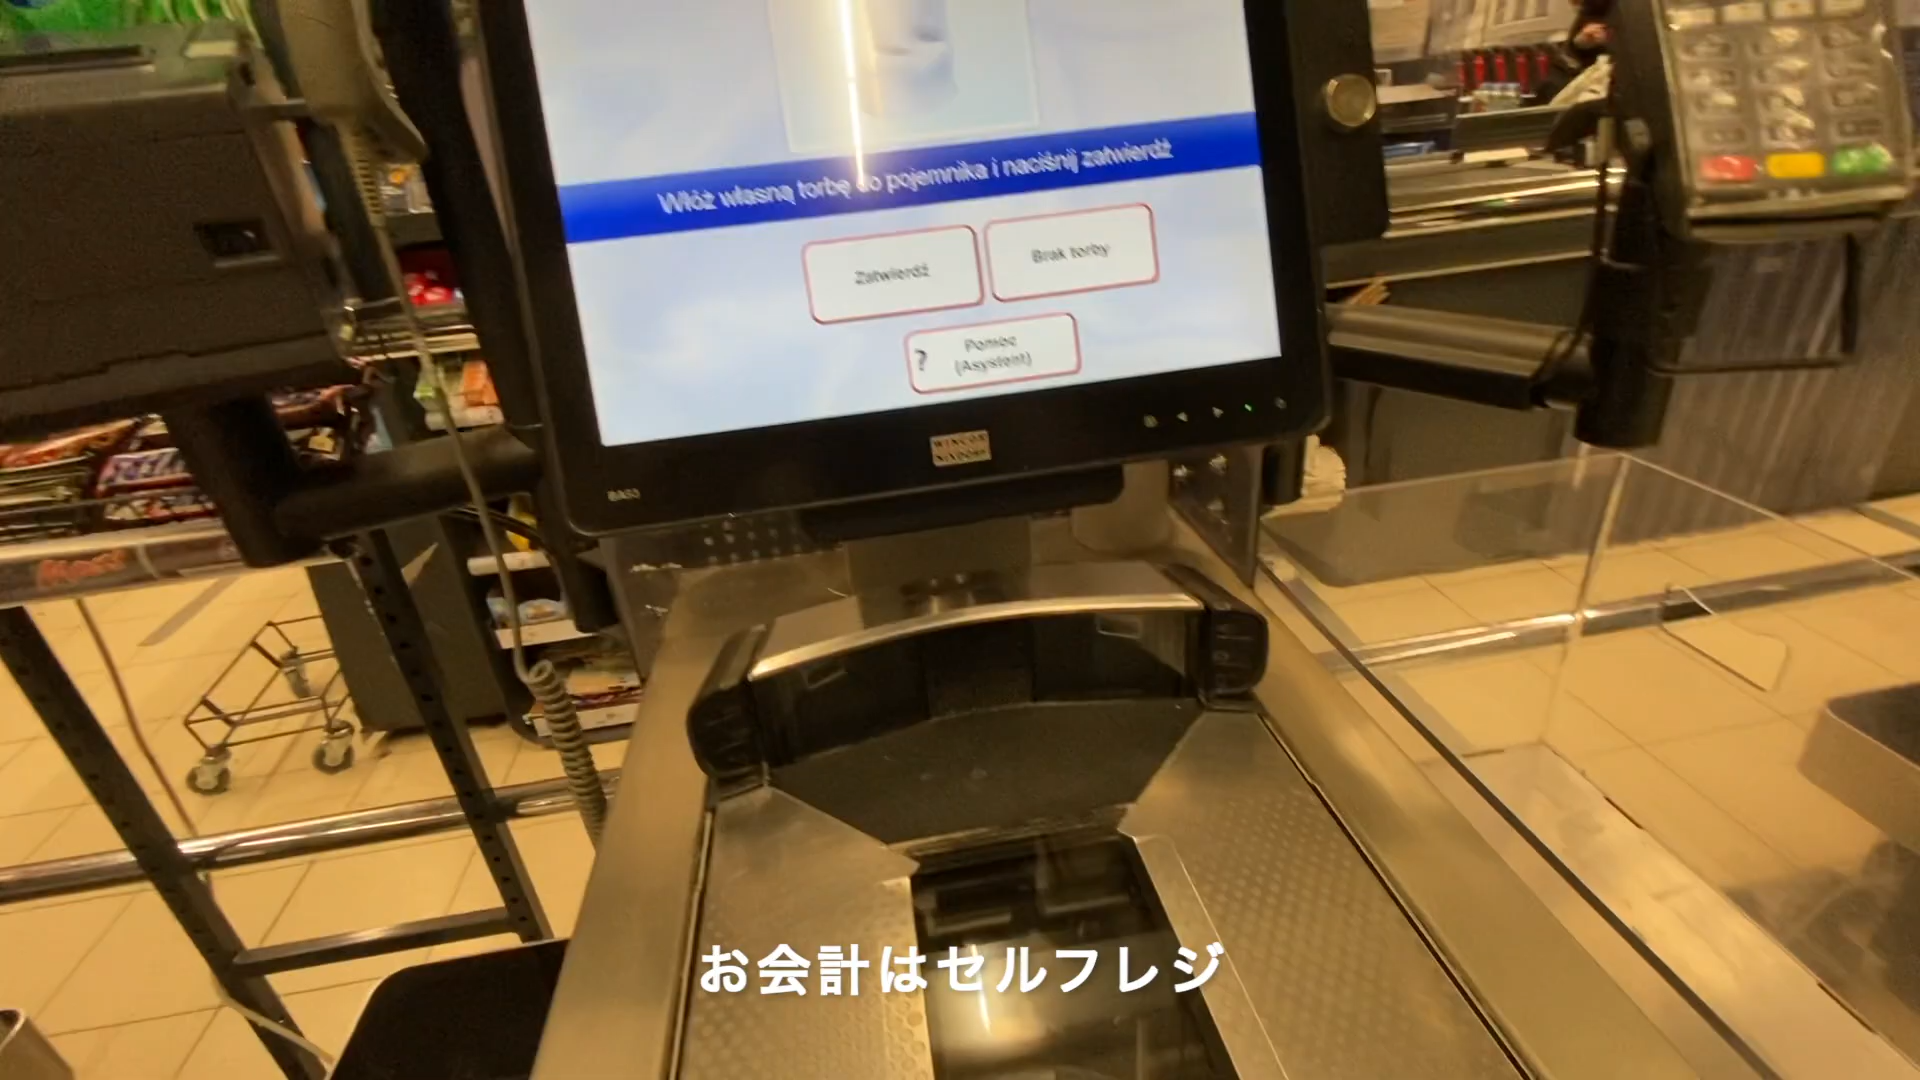 Włóż własną torbę do pojemnika i naciśnij zatwierdź
Zatwierdź
Brak torby
?
Pomoc
(Asystent)
WINCOR
NIXDORF
BA93
お会計はセルフレジ